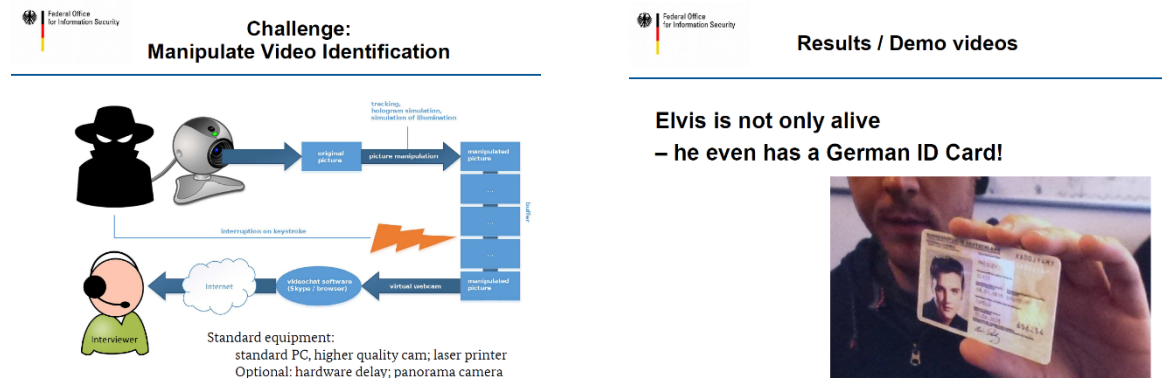 Federal Office
for Information Security
Challenge:
Manipulate Video Identification
tracking,
hologram simulation,
simulation of illumination
original
picture
picture manipulation
manipulated
picture
...
...
...
buffer
interruption on keystroke
manipulated
picture
virtual webcam
videochat software
(Skype / browser)
Internet
Interviewer
Standard equipment:
standard PC, higher quality cam; laser printer
Optional: hardware delay; panorama camera
Federal Office
for Information Security
Results / Demo videos
Elvis is not only alive
– he even has a German ID Card!